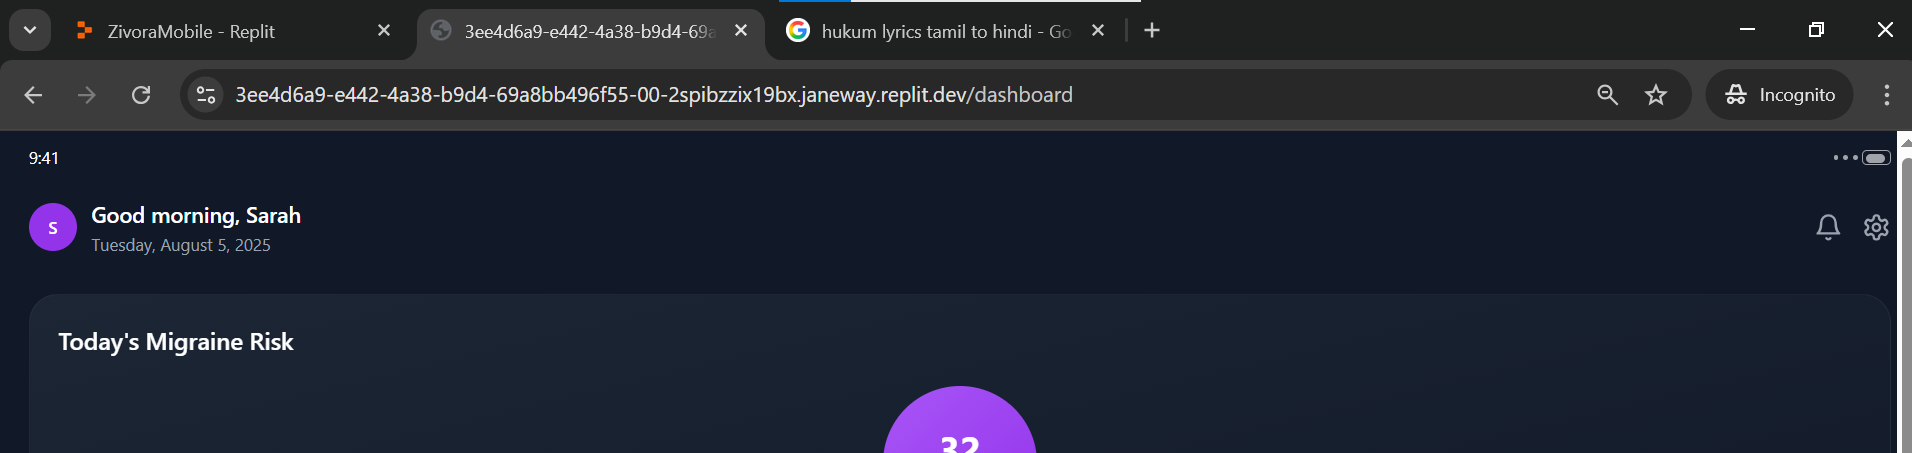 ZivoraMobile - Replit
3ee4d6a9-e442-4a38-b9d4-69a
hukum lyrics tamil to hindi - Go
3ee4d6a9-e442-4a38-b9d4-69a8bb496f55-00-2spibzzix19bx.janeway.replit.dev/dashboard
Incognito
9:41
S
Good morning, Sarah
Tuesday, August 5, 2025
Today's Migraine Risk
32